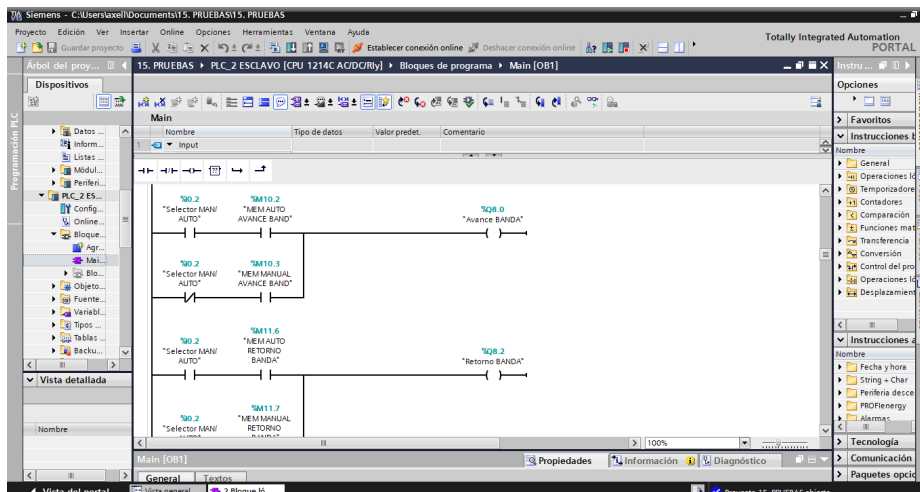 Siemens - C:\Users\axell\Documents\15. PRUEBAS\15. PRUEBAS
Proyecto Edición Ver Insertar Online Opciones Herramientas Ventana Ayuda
Guardar proyecto
Establecer conexión online
Deshacer conexión online
Totally Integrated Automation
PORTAL
Árbol del proy...
15. PRUEBAS ▸ PLC_2 ESCLAVO [CPU 1214C AC/DC/Rly] ▸ Bloques de programa ▸ Main [OB1]
Instru...
Dispositivos
Opciones
Programación PLC
Datos ...
Inform...
Listas ...
Módul...
Periferi...
PLC_2 ES...
Config...
Online...
Bloque...
Agr...
Mai...
Blo...
Objeto...
Fuente...
Variabl...
Tipos ...
Tablas ...
Backu...
Vista detallada
Nombre
Main
Nombre Tipo de datos Valor predet. Comentario
1 Input
%I0.2
"Selector MAN/
AUTO"
%M10.2
"MEM AUTO
AVANCE BAND"
%Q8.0
"Avance BANDA"
%I0.2
"Selector MAN/
AUTO"
%M10.3
"MEM MANUAL
AVANCE BAND"
%I0.2
"Selector MAN/
AUTO"
%M11.6
"MEM AUTO
RETORNO
BANDA"
%Q8.2
"Retorno BANDA"
%I0.2
"Selector MAN/
%M11.7
"MEM MANUAL
RETORNO
100%
Main [OB1]
Propiedades
Información
Diagnóstico
General Textos
Favoritos
Instrucciones b
Nombre
General
Operaciones ló
Temporizadore
Contadores
Comparación
Funciones mat
Transferencia
Conversión
Control del pro
Operaciones ló
Desplazamient
Instrucciones a
Nombre
Fecha y hora
String + Char
Periferia desce
PROFIenergy
Alarmas
Tecnología
Comunicación
Paquetes opcio
Vista del portal
Vista general